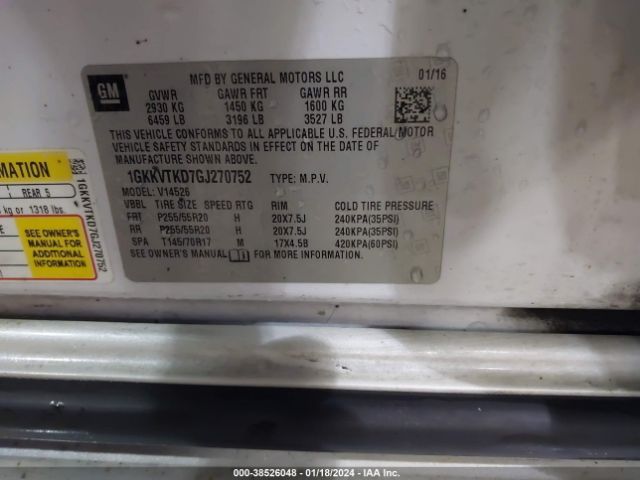 GM
MFD BY GENERAL MOTORS LLC 01/16
GVWR GAWR FRT GAWR RR
2930 KG 1450 KG 1600 KG
6459 LB 3196 LB 3527 LB
THIS VEHICLE CONFORMS TO ALL APPLICABLE U.S. FEDERAL MOTOR
VEHICLE SAFETY STANDARDS IN EFFECT ON THE DATE OF
MANUFACTURE SHOWN ABOVE.
1GKKVTKD7GJ270752 TYPE: M.P.V.
MODEL: V14526
VBBL TIRE SIZE SPEED RTG RIM COLD TIRE PRESSURE
FRT P255/55R20 H 20X7.5J 240KPA(35PSI)
RR P255/55R20 H 20X7.5J 240KPA(35PSI)
SPA T145/70R17 M 17X4.5B 420KPA(60PSI)
SEE OWNER'S MANUAL FOR MORE INFORMATION.
MATION
REAR 5
kg or 1318 lbs.
SEE OWNER'S
MANUAL FOR
ADDITIONAL
INFORMATION
1GKKVTKD7GJ270752
000-38526048 - 01/18/2024 - IAA Inc.